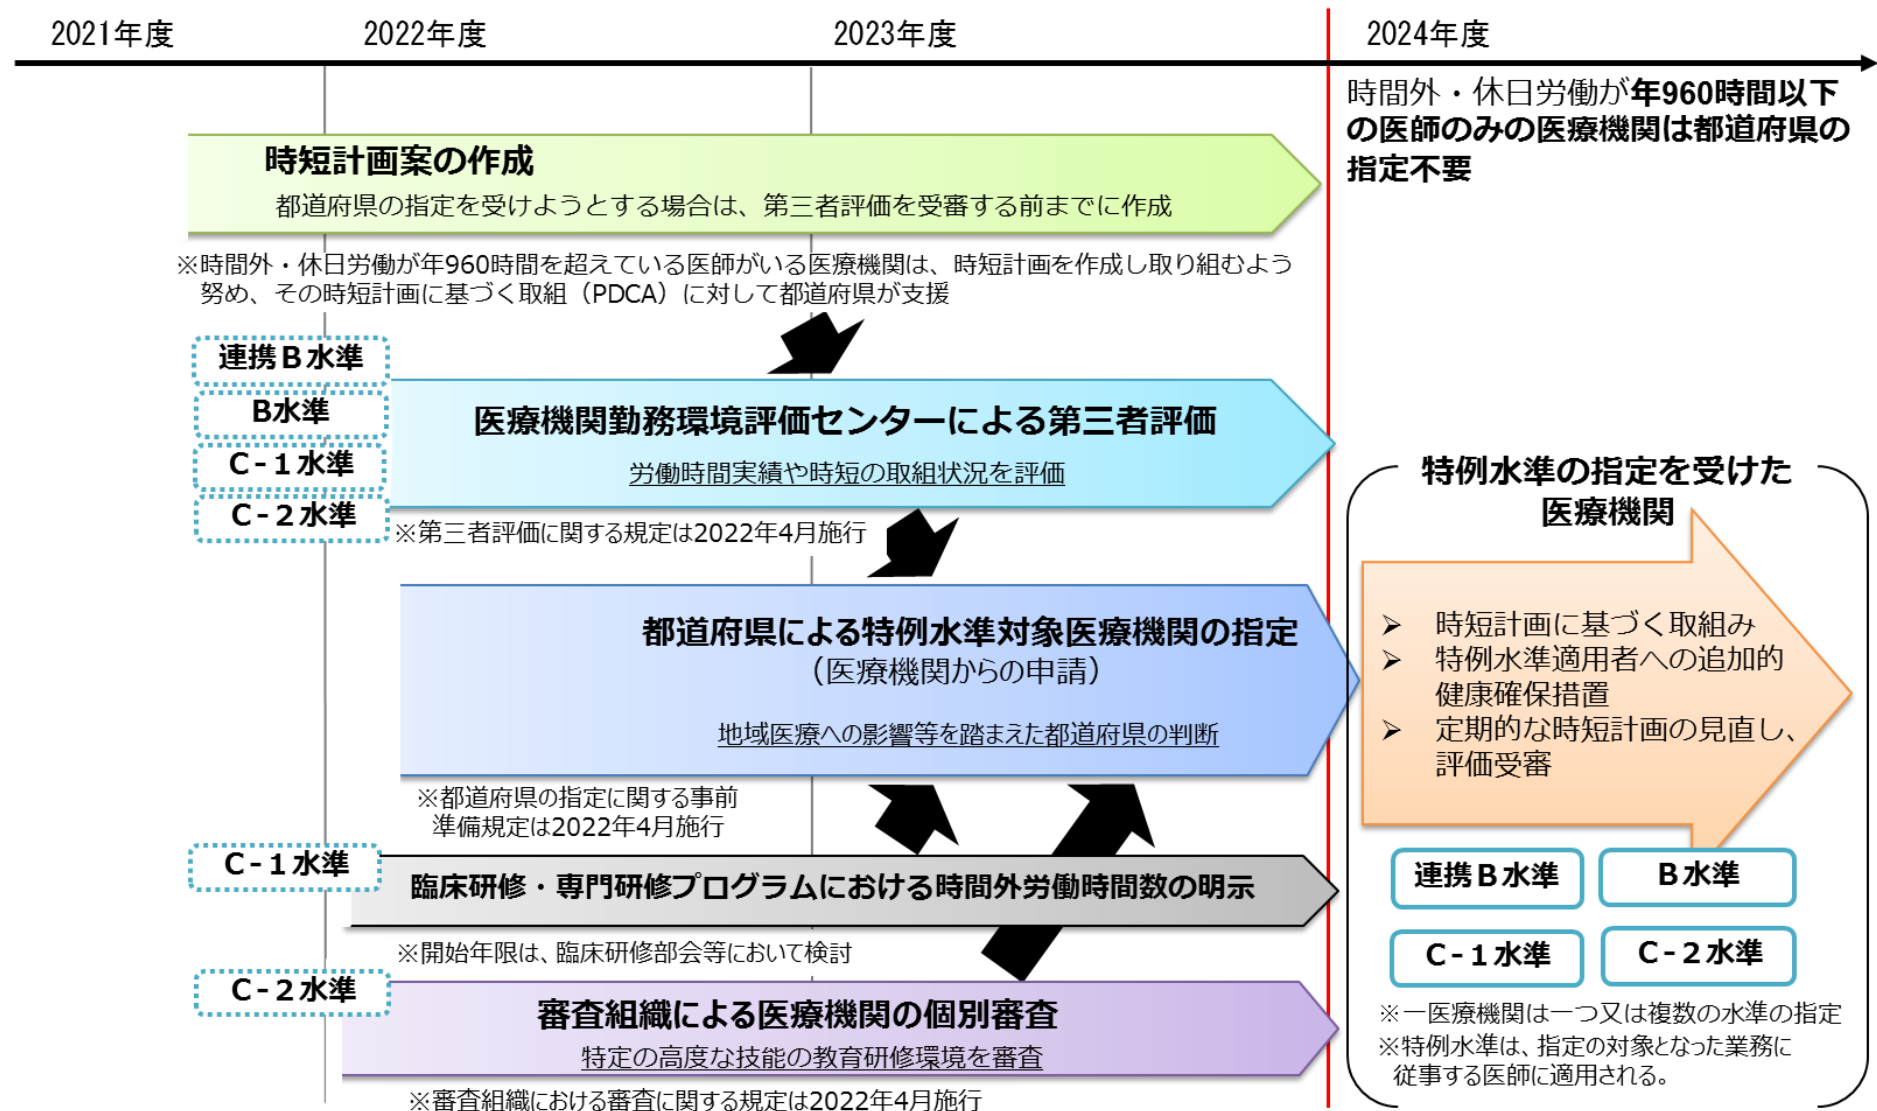 2021年度
2022年度
2023年度
2024年度
時間外・休日労働が年960時間以下
の医師のみの医療機関は都道府県の
指定不要
時短計画案の作成
都道府県の指定を受けようとする場合は、第三者評価を受審する前までに作成
※時間外・休日労働が年960時間を超えている医師がいる医療機関は、時短計画を作成し取り組むよう
努め、その時短計画に基づく取組（PDCA）に対して都道府県が支援
連携Ｂ水準
B水準
Ｃ-１水準
Ｃ-２水準
医療機関勤務環境評価センターによる第三者評価
労働時間実績や時短の取組状況を評価
※第三者評価に関する規定は2022年4月施行
都道府県による特例水準対象医療機関の指定
（医療機関からの申請）
地域医療への影響等を踏まえた都道府県の判断
※都道府県の指定に関する事前
準備規定は2022年4月施行
Ｃ-１水準
臨床研修・専門研修プログラムにおける時間外労働時間数の明示
※開始年限は、臨床研修部会等において検討
Ｃ-２水準
審査組織による医療機関の個別審査
特定の高度な技能の教育研修環境を審査
※審査組織における審査に関する規定は2022年4月施行
特例水準の指定を受けた
医療機関
➢ 時短計画に基づく取組み
➢ 特例水準適用者への追加的
健康確保措置
➢ 定期的な時短計画の見直し、
評価受審
連携Ｂ水準
Ｂ水準
Ｃ-１水準
Ｃ-２水準
※一医療機関は一つ又は複数の水準の指定
※特例水準は、指定の対象となった業務に
従事する医師に適用される。